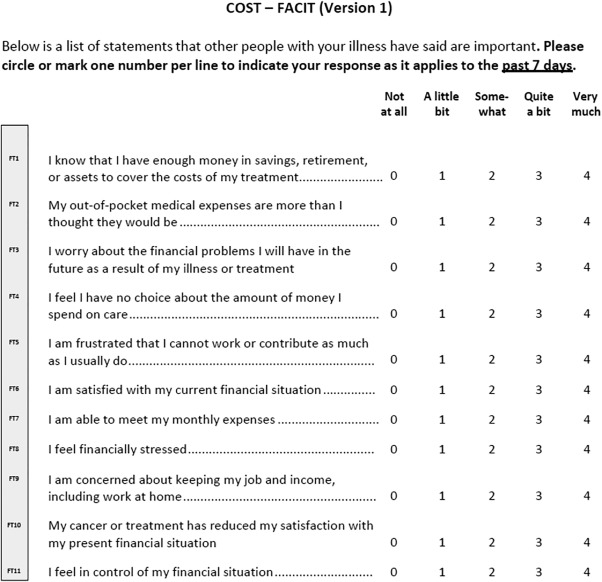 COST – FACIT (Version 1)
Below is a list of statements that other people with your illness have said are important. Please
circle or mark one number per line to indicate your response as it applies to the past 7 days.
Not at all A little bit Some-what Quite a bit Very much
FT1 I know that I have enough money in savings, retirement,
or assets to cover the costs of my treatment........................ 0 1 2 3 4
FT2 My out-of-pocket medical expenses are more than I
thought they would be ........................................................ 0 1 2 3 4
FT3 I worry about the financial problems I will have in the
future as a result of my illness or treatment 0 1 2 3 4
FT4 I feel I have no choice about the amount of money I
spend on care...................................................................... 0 1 2 3 4
FT5 I am frustrated that I cannot work or contribute as much
as I usually do..................................................................... 0 1 2 3 4
FT6 I am satisfied with my current financial situation ............... 0 1 2 3 4
FT7 I am able to meet my monthly expenses ............................. 0 1 2 3 4
FT8 I feel financially stressed..................................................... 0 1 2 3 4
FT9 I am concerned about keeping my job and income,
including work at home....................................................... 0 1 2 3 4
FT10 My cancer or treatment has reduced my satisfaction with
my present financial situation 0 1 2 3 4
FT11 I feel in control of my financial situation............................ 0 1 2 3 4